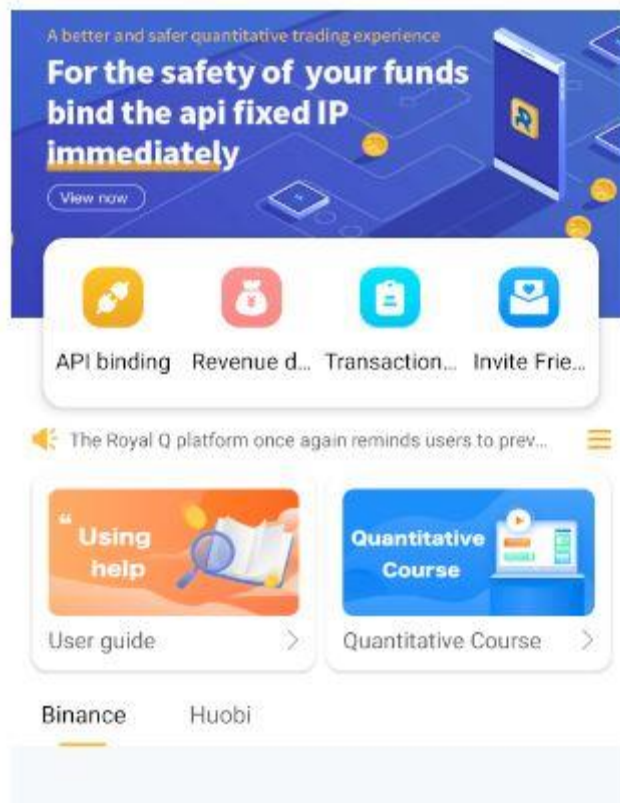 A better and safer quantitative trading experience
For the safety of your funds
bind the api fixed IP
immediately
View now
API binding Revenue d... Transaction... Invite Frie...
The Royal Q platform once again reminds users to prev...
“Using Quantitative
help Course
User guide Quantitative Course
Binance Huobi